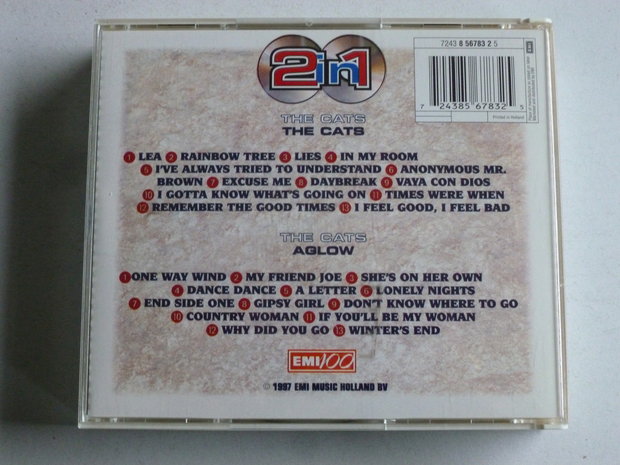 7243 8 56783 2 5
2in1
7 24385 67832 5
EMI
Printed in Holland
THE CATS
THE CATS
1 LEA 2 RAINBOW TREE 3 LIES 4 IN MY ROOM
5 I'VE ALWAYS TRIED TO UNDERSTAND 6 ANONYMOUS MR.
BROWN 7 EXCUSE ME 8 DAYBREAK 9 VAYA CON DIOS
10 I GOTTA KNOW WHAT'S GOING ON 11 TIMES WERE WHEN
12 REMEMBER THE GOOD TIMES 13 I FEEL GOOD, I FEEL BAD
THE CATS
AGLOW
1 ONE WAY WIND 2 MY FRIEND JOE 3 SHE'S ON HER OWN
4 DANCE DANCE 5 A LETTER 6 LONELY NIGHTS
7 END SIDE ONE 8 GIPSY GIRL 9 DON'T KNOW WHERE TO GO
10 COUNTRY WOMAN 11 IF YOU'LL BE MY WOMAN
12 WHY DID YOU GO 13 WINTER'S END
EMI 100
© 1997 EMI MUSIC HOLLAND BV